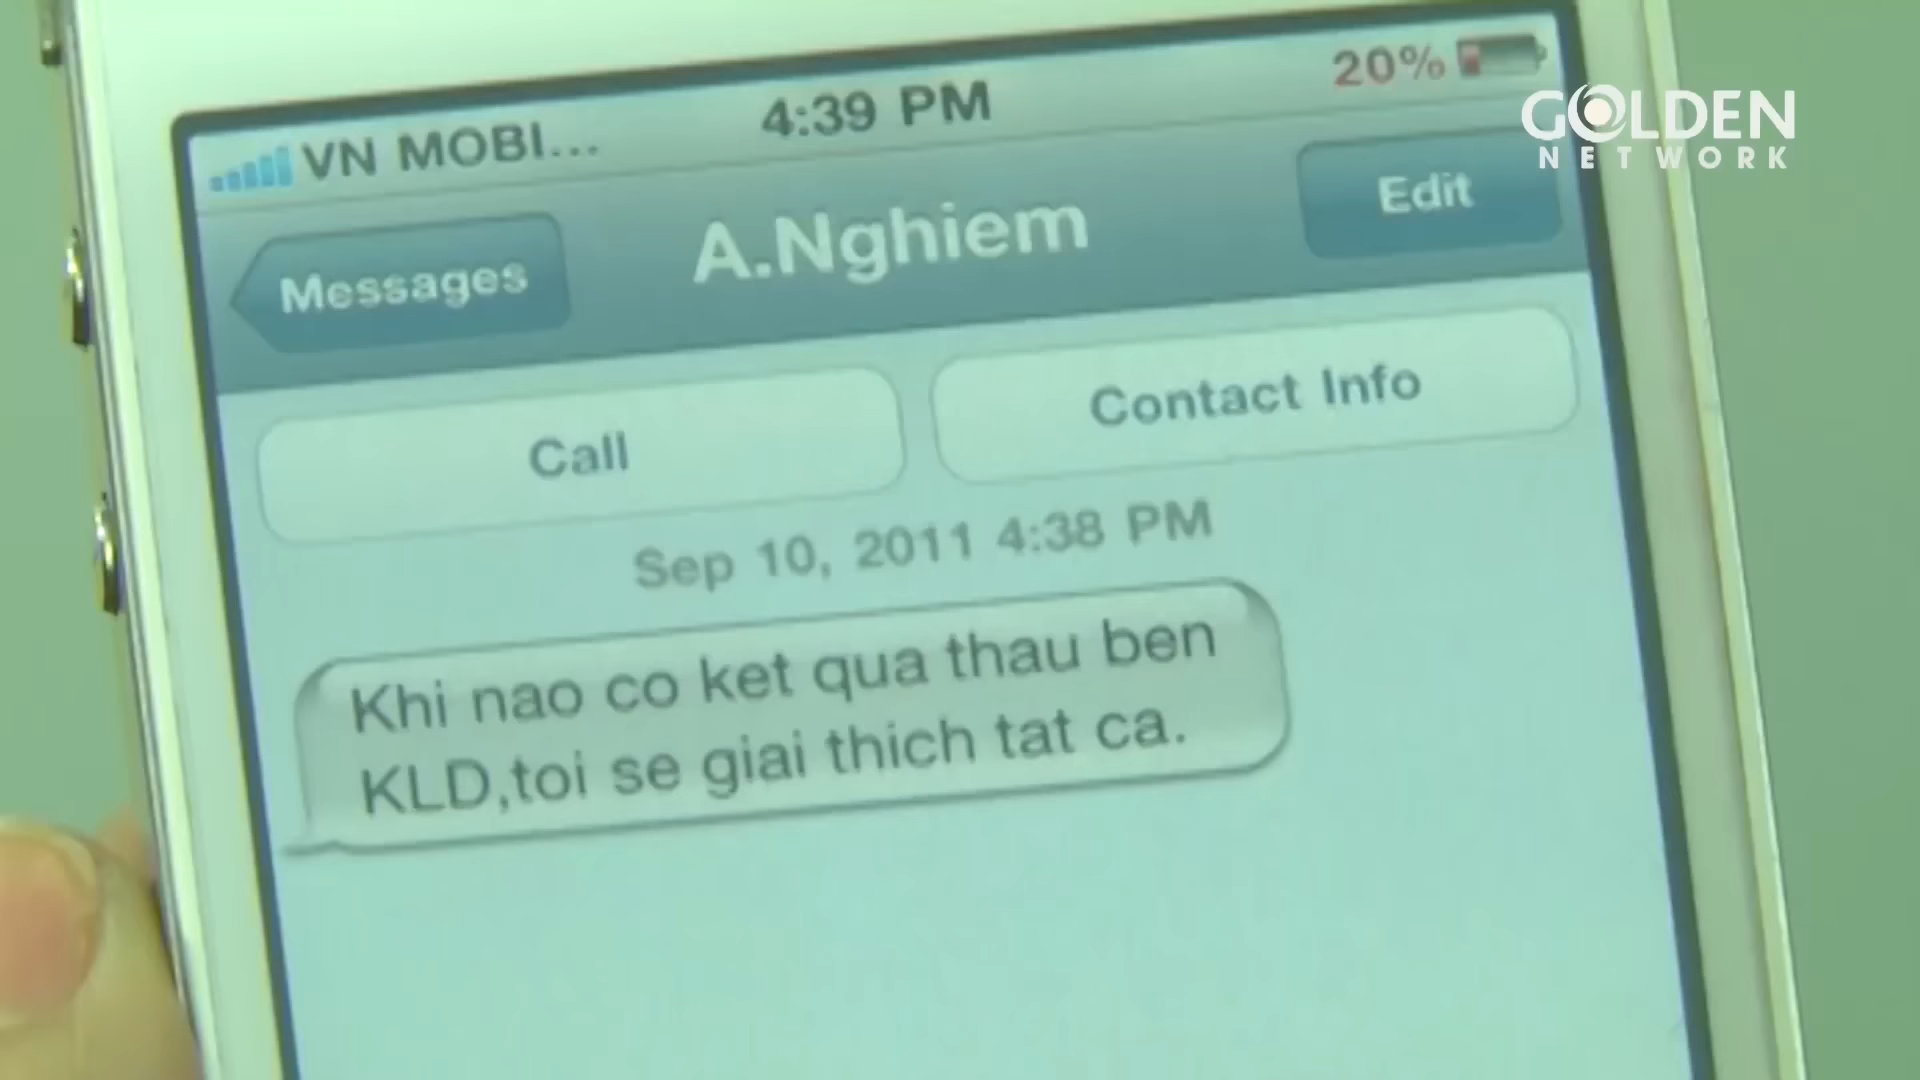 VN MOBI... 4:39 PM 20%
GOLDEN
NETWORK
Messages A.Nghiem Edit
Call Contact Info
Sep 10, 2011 4:38 PM
Khi nao co ket qua thau ben
KLD,toi se giai thich tat ca.